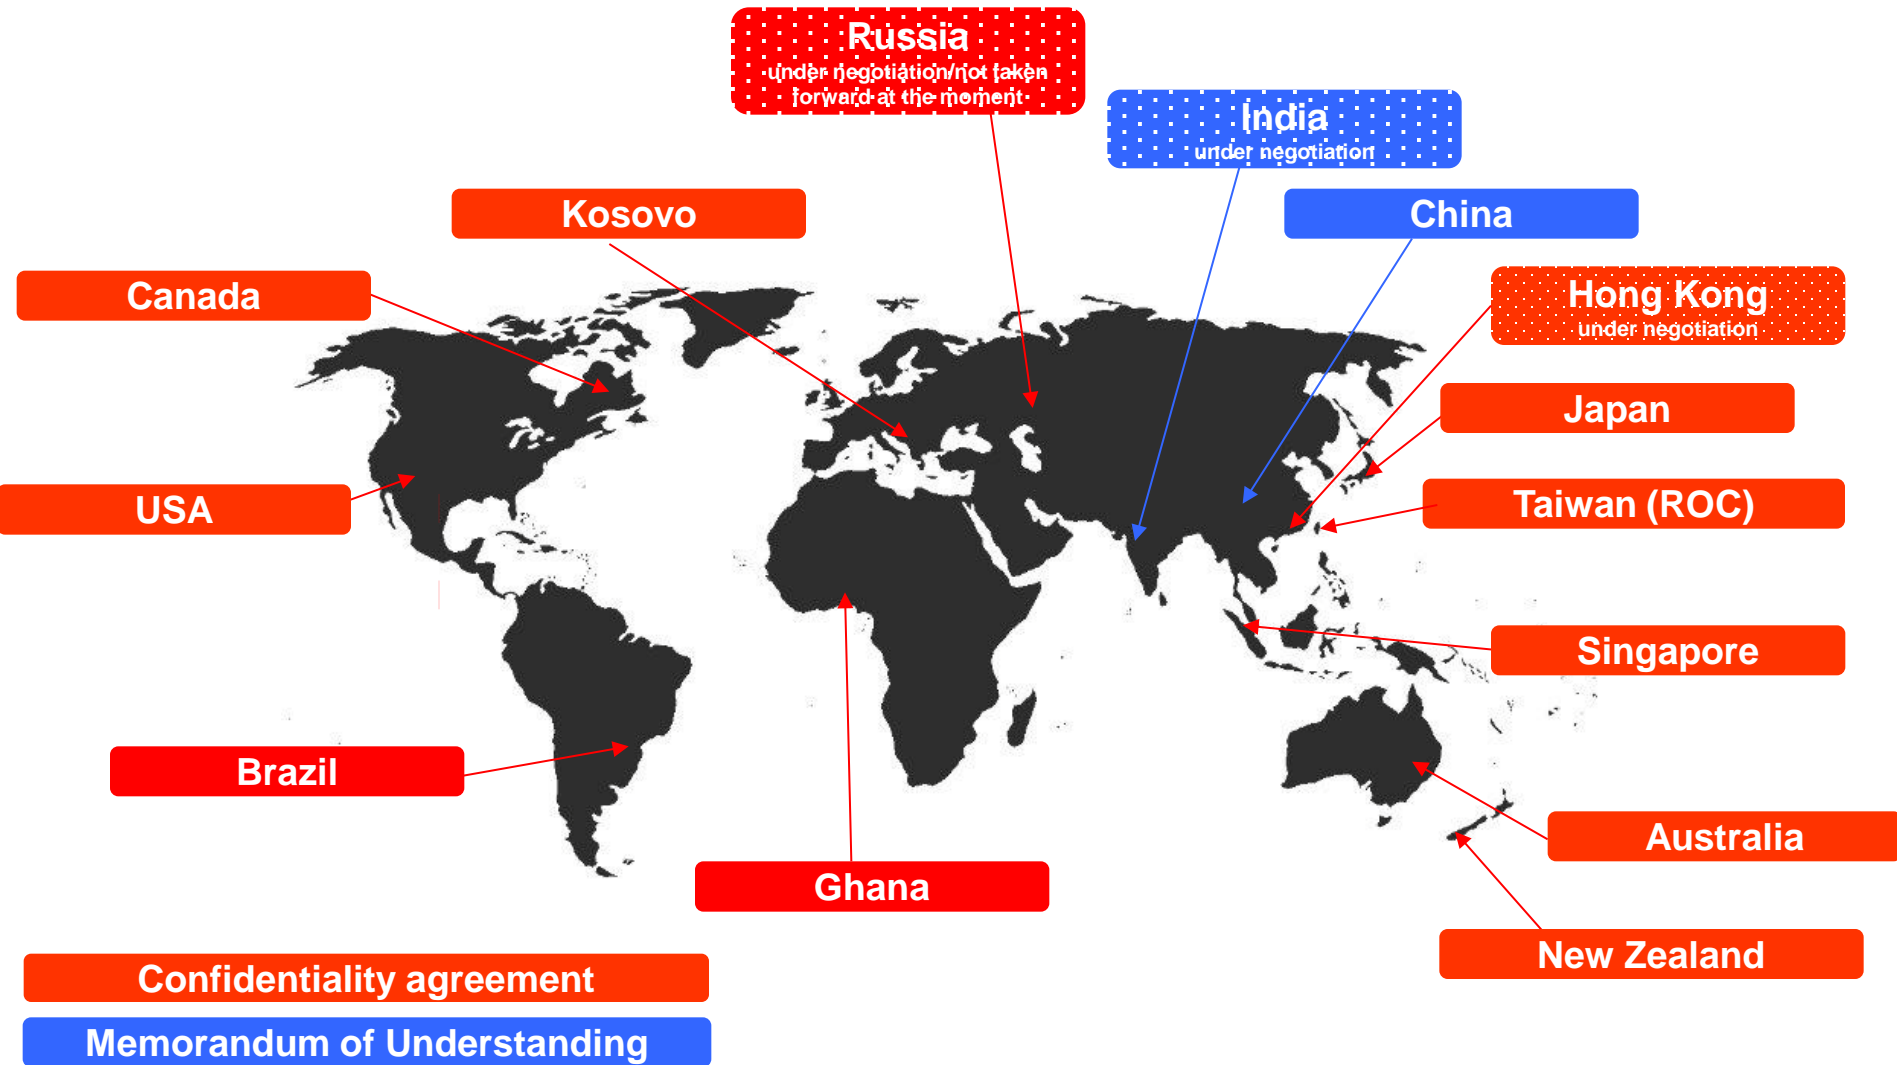 Russia
under negotiation/not taken
forward at the moment
India
under negotiation
Kosovo
China
Canada
Hong Kong
under negotiation
Japan
USA
Taiwan (ROC)
Singapore
Brazil
Australia
Ghana
New Zealand
Confidentiality agreement
Memorandum of Understanding